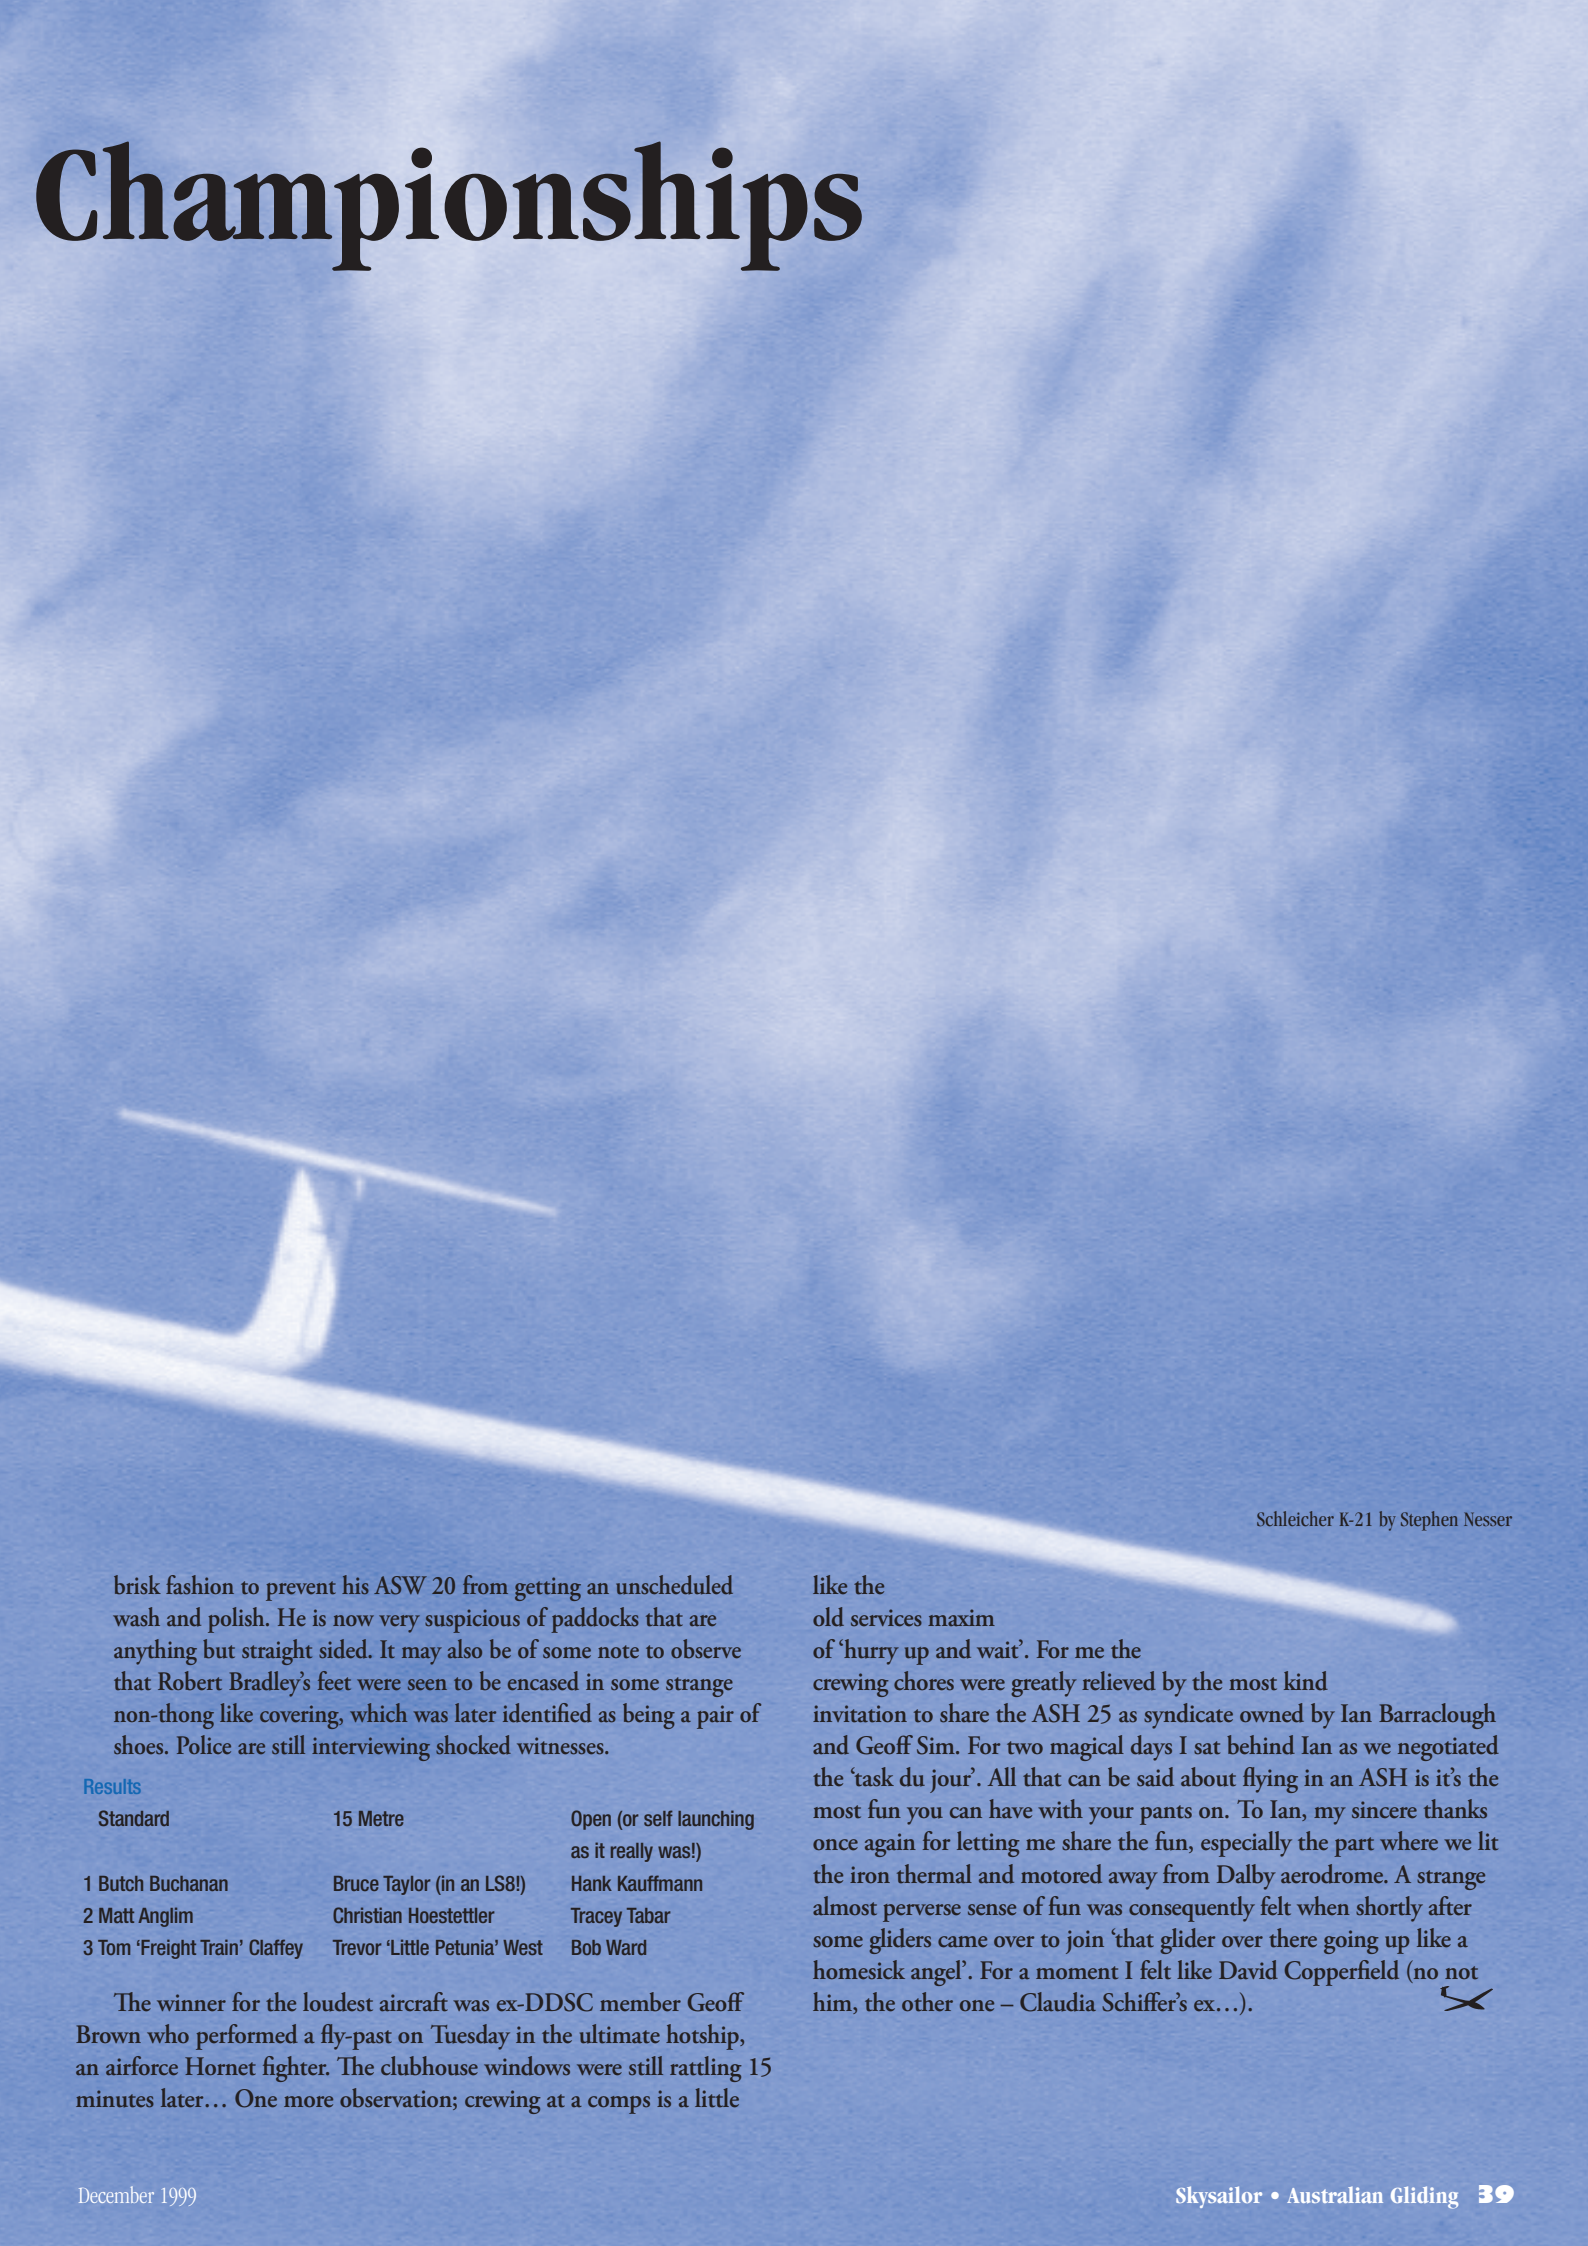 Championships
Schleicher K-21 by Stephen Nesser
brisk fashion to prevent his ASW 20 from getting an unscheduled
wash and polish. He is now very suspicious of paddocks that are
anything but straight sided. It may also be of some note to observe
that Robert Bradley’s feet were seen to be encased in some strange
non-thong like covering, which was later identified as being a pair of
shoes. Police are still interviewing shocked witnesses.
Results
Standard 15 Metre Open (or self launching
as it really was!)
1 Butch Buchanan Bruce Taylor (in an LS8!) Hank Kauffmann
2 Matt Anglim Christian Hoestettler Tracey Tabar
3 Tom ‘Freight Train’ Claffey Trevor ‘Little Petunia’ West Bob Ward
The winner for the loudest aircraft was ex-DDSC member Geoff
Brown who performed a fly-past on Tuesday in the ultimate hotship,
an airforce Hornet fighter. The clubhouse windows were still rattling 15
minutes later… One more observation; crewing at a comps is a little
like the
old services maxim
of ‘hurry up and wait’. For me the
crewing chores were greatly relieved by the most kind
invitation to share the ASH 25 as syndicate owned by Ian Barraclough
and Geoff Sim. For two magical days I sat behind Ian as we negotiated
the ‘task du jour’. All that can be said about flying in an ASH is it’s the
most fun you can have with your pants on. To Ian, my sincere thanks
once again for letting me share the fun, especially the part where we lit
the iron thermal and motored away from Dalby aerodrome. A strange
almost perverse sense of fun was consequently felt when shortly after
some gliders came over to join ‘that glider over there going up like a
homesick angel’. For a moment I felt like David Copperfield (no not
him, the other one – Claudia Schiffer’s ex…).
December 1999
Skysailor • Australian Gliding 39